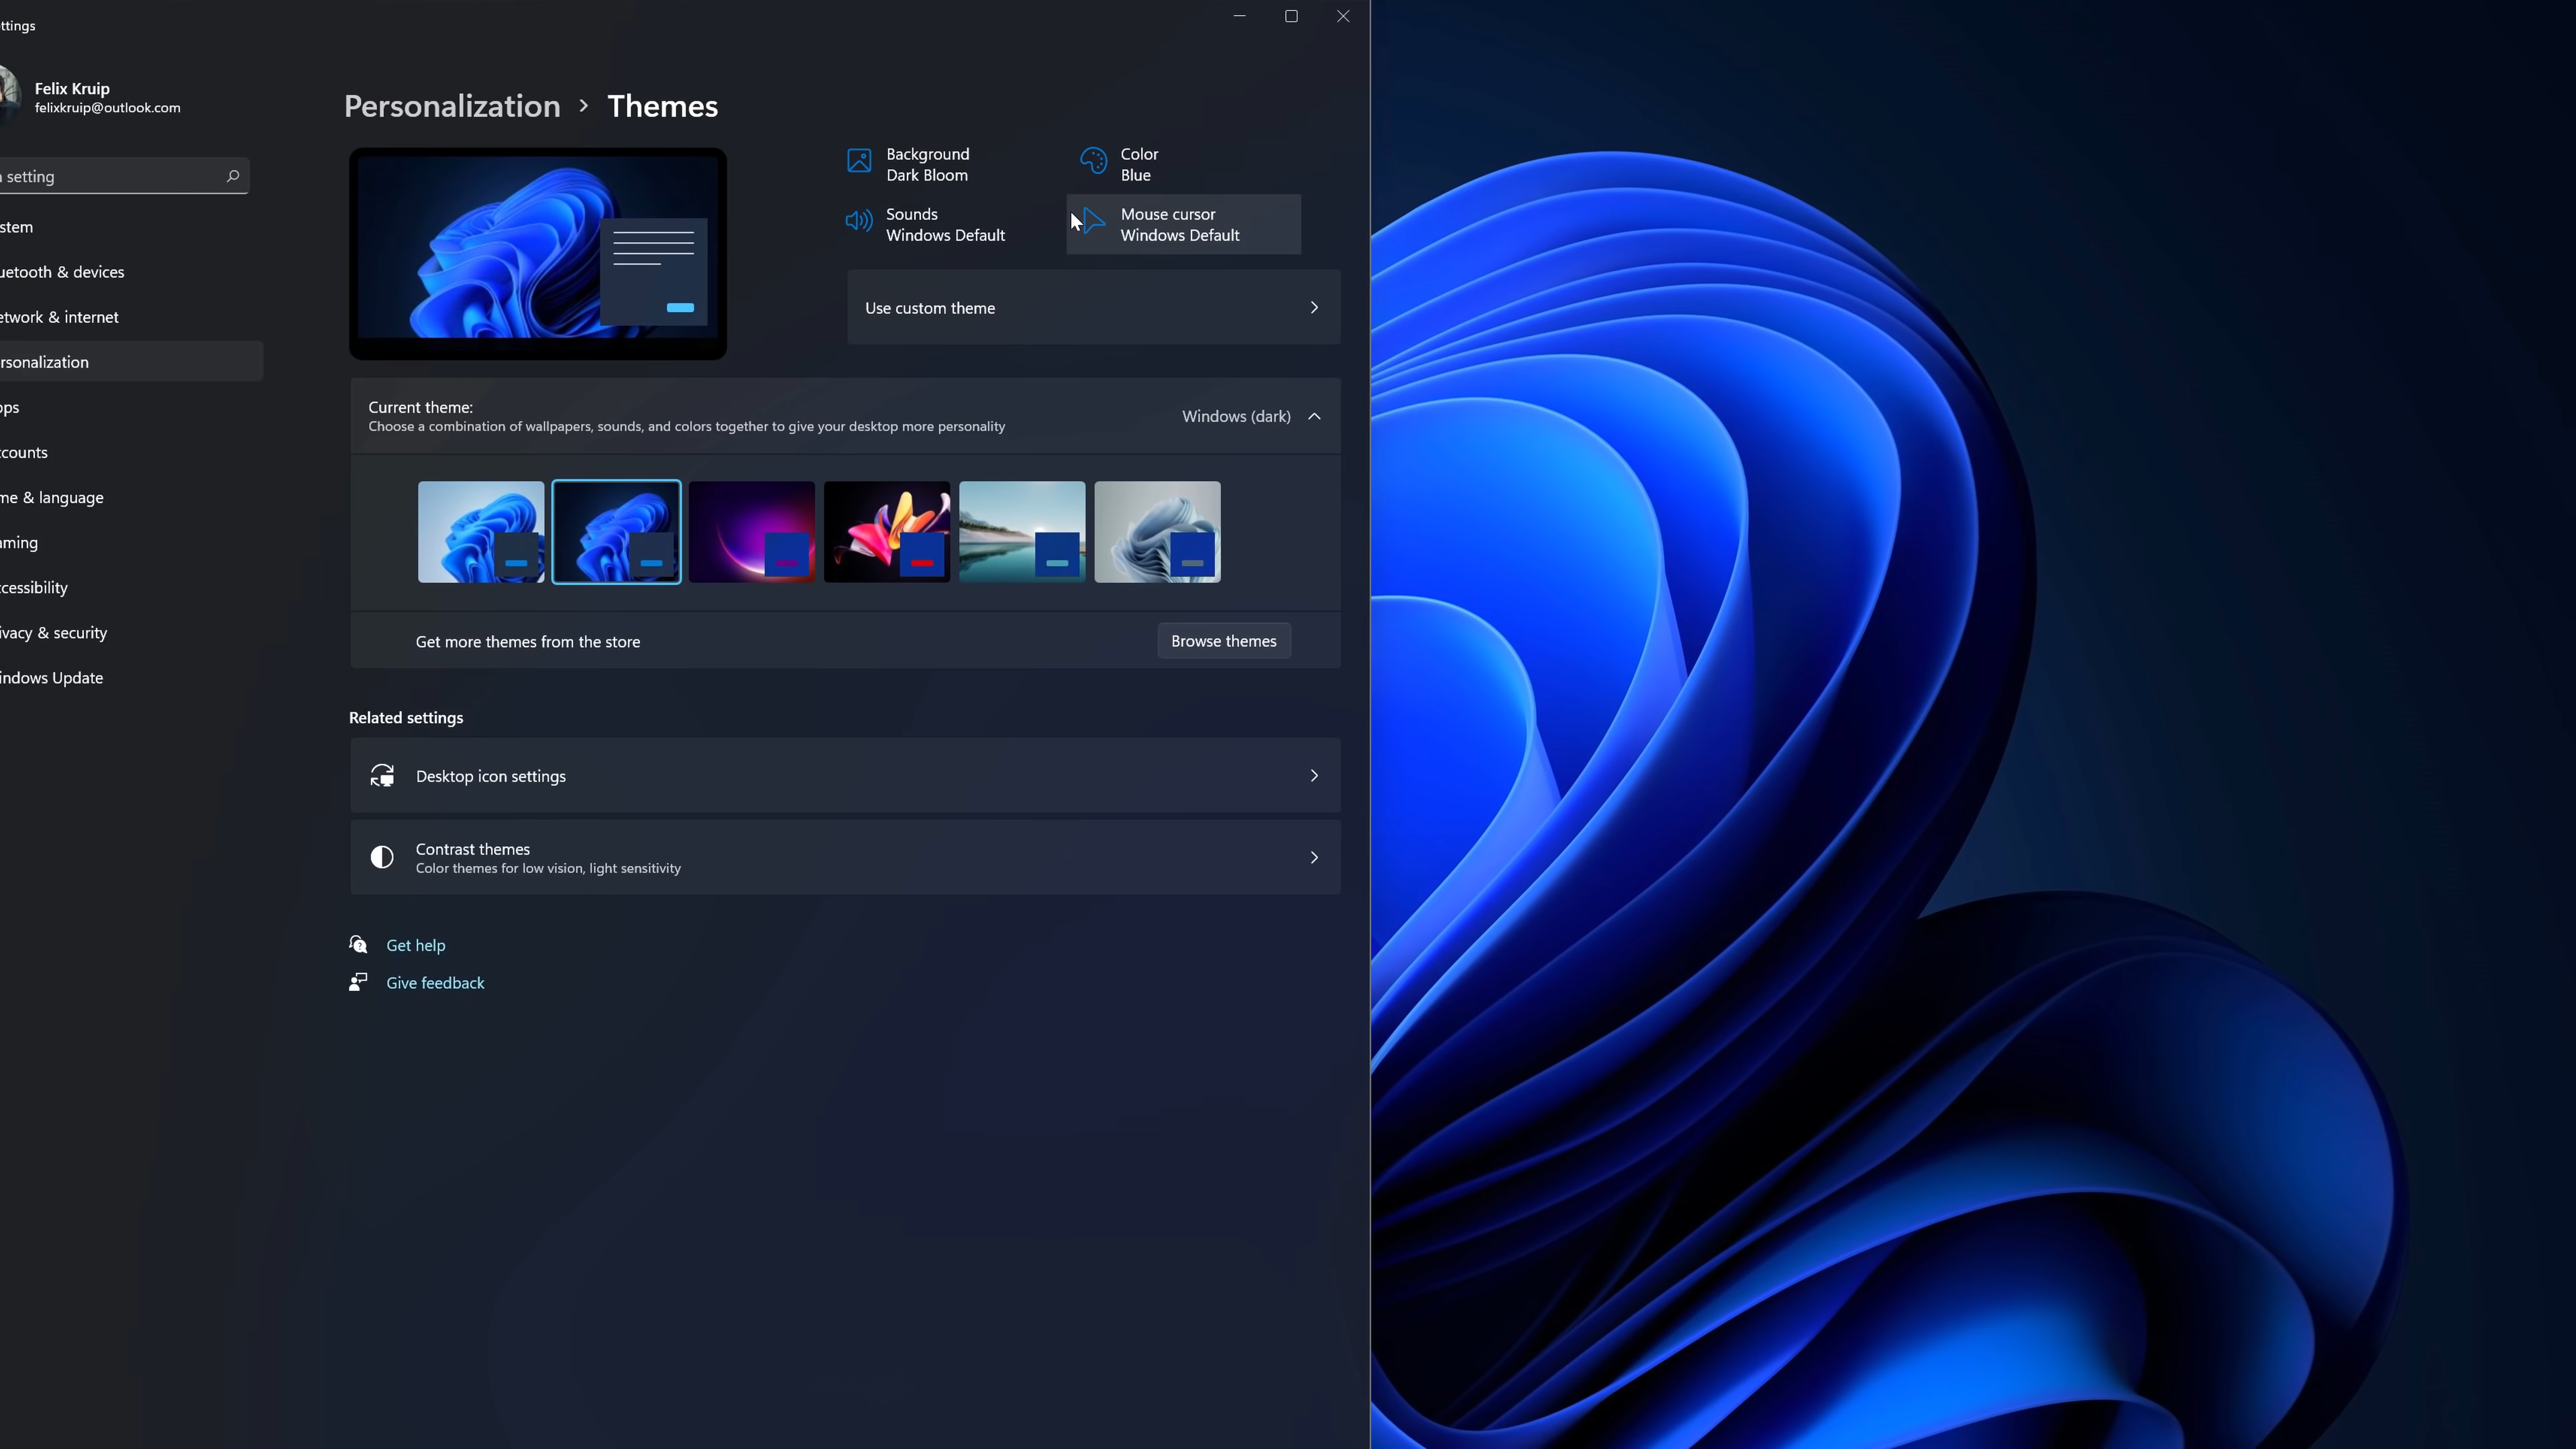 ttings
Felix Kruip
felixkruip@outlook.com
setting
stem
uetooth & devices
etwork & internet
rsonalization
ps
counts
me & language
ming
cessibility
ivacy & security
indows Update
Personalization › Themes
Background
Dark Bloom
Color
Blue
Sounds
Windows Default
Mouse cursor
Windows Default
Use custom theme
Current theme:
Choose a combination of wallpapers, sounds, and colors together to give your desktop more personality
Windows (dark)
Get more themes from the store
Browse themes
Related settings
Desktop icon settings
Contrast themes
Color themes for low vision, light sensitivity
Get help
Give feedback